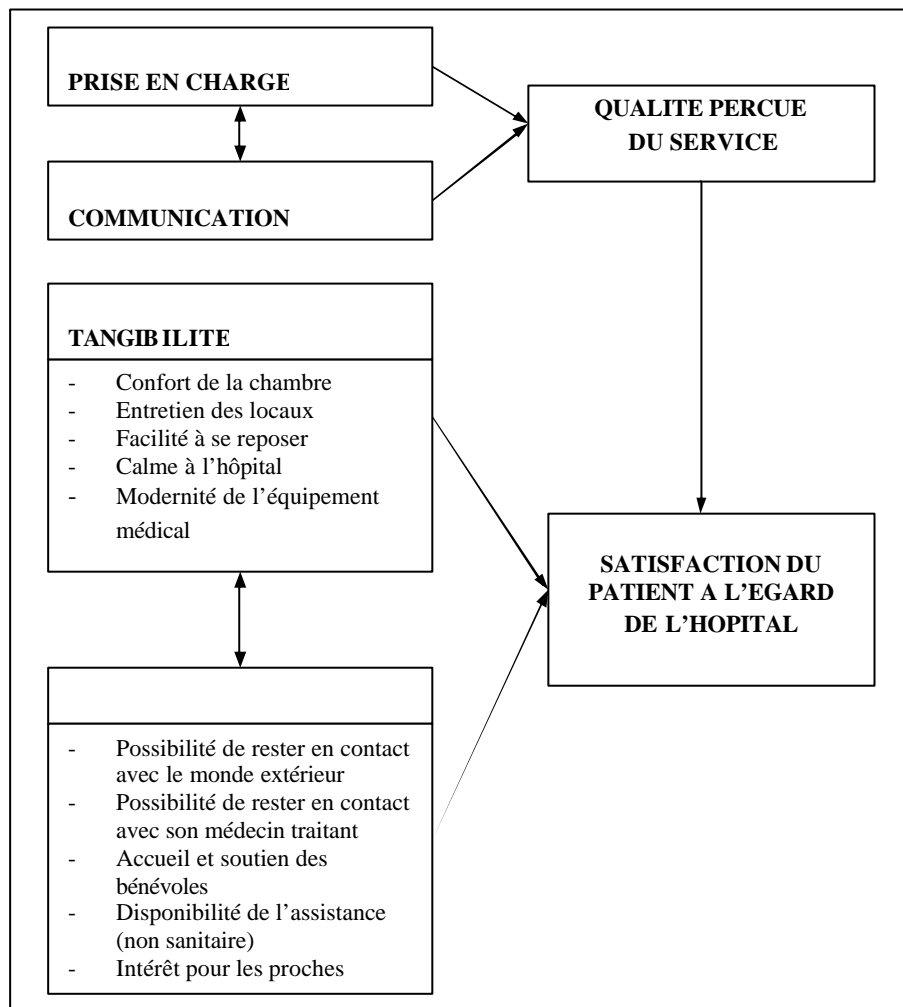 PRISE EN CHARGE
COMMUNICATION
QUALITE PERCUE
DU SERVICE
TANGIB ILITE
- Confort de la chambre
- Entretien des locaux
- Facilité à se reposer
- Calme à l’hôpital
- Modernité de l’équipement
médical
SATISFACTION DU
PATIENT A L’EGARD
DE L’HOPITAL
- Possibilité de rester en contact
avec le monde extérieur
- Possibilité de rester en contact
avec son médecin traitant
- Accueil et soutien des
bénévoles
- Disponibilité de l’assistance
(non sanitaire)
- Intérêt pour les proches